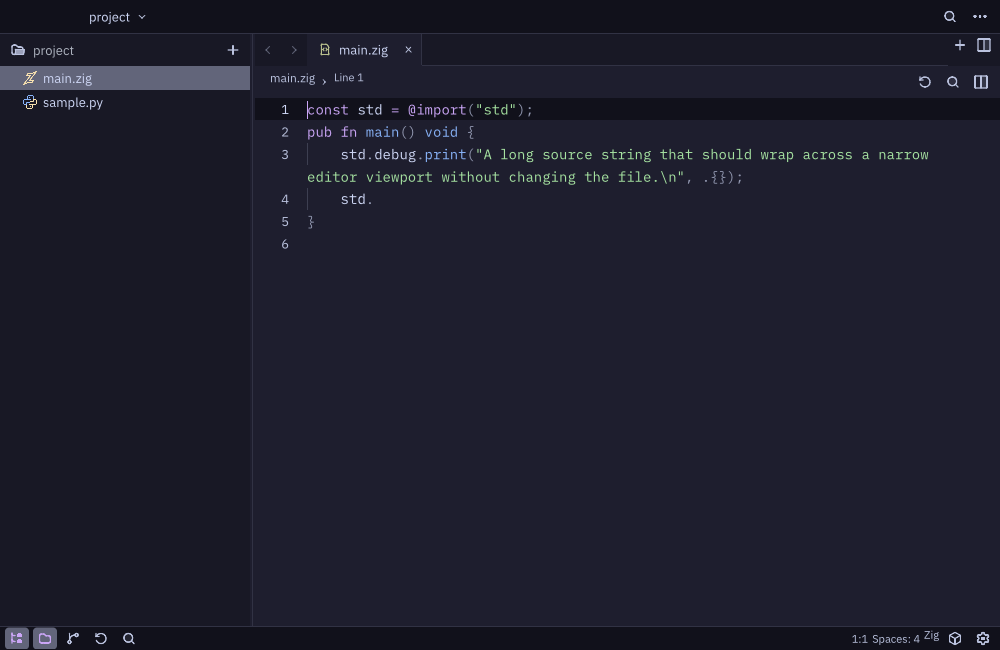 project
project
main.zig
sample.py
main.zig
main.zig › Line 1
1 const std = @import("std");
2 pub fn main() void {
3     std.debug.print("A long source string that should wrap across a narrow
editor viewport without changing the file.\n", .{});
4     std.
5 }
6
1:1 Spaces: 4 Zig